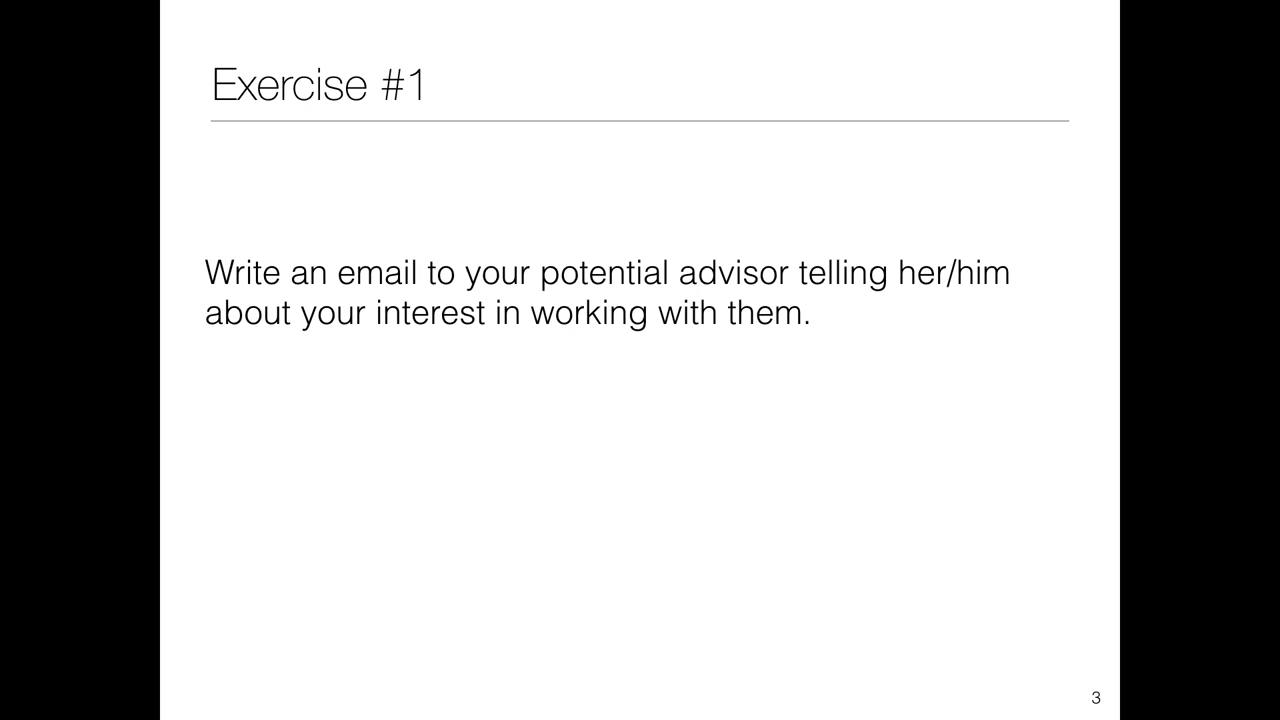 Exercise #1
Write an email to your potential advisor telling her/him
about your interest in working with them.
3